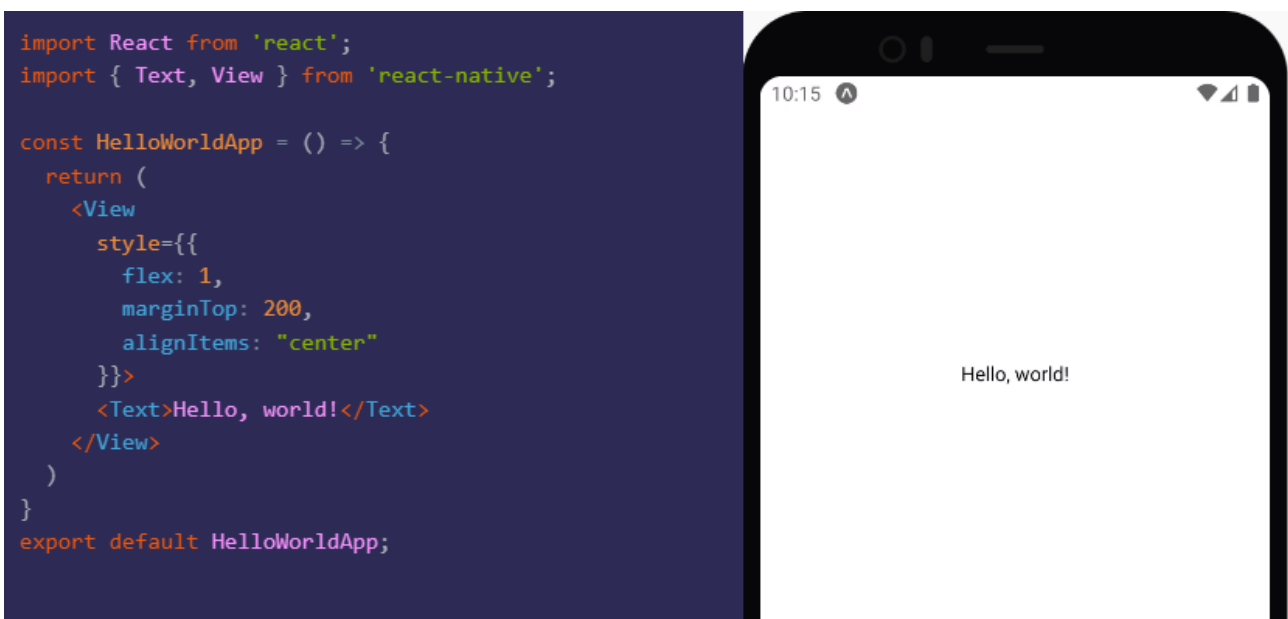 import React from 'react';
import { Text, View } from 'react-native';
const HelloWorldApp = () => {
  return (
    <View
      style={{
        flex: 1,
        marginTop: 200,
        alignItems: "center"
      }}>
      <Text>Hello, world!</Text>
    </View>
  )
}
export default HelloWorldApp;
10:15
Hello, world!